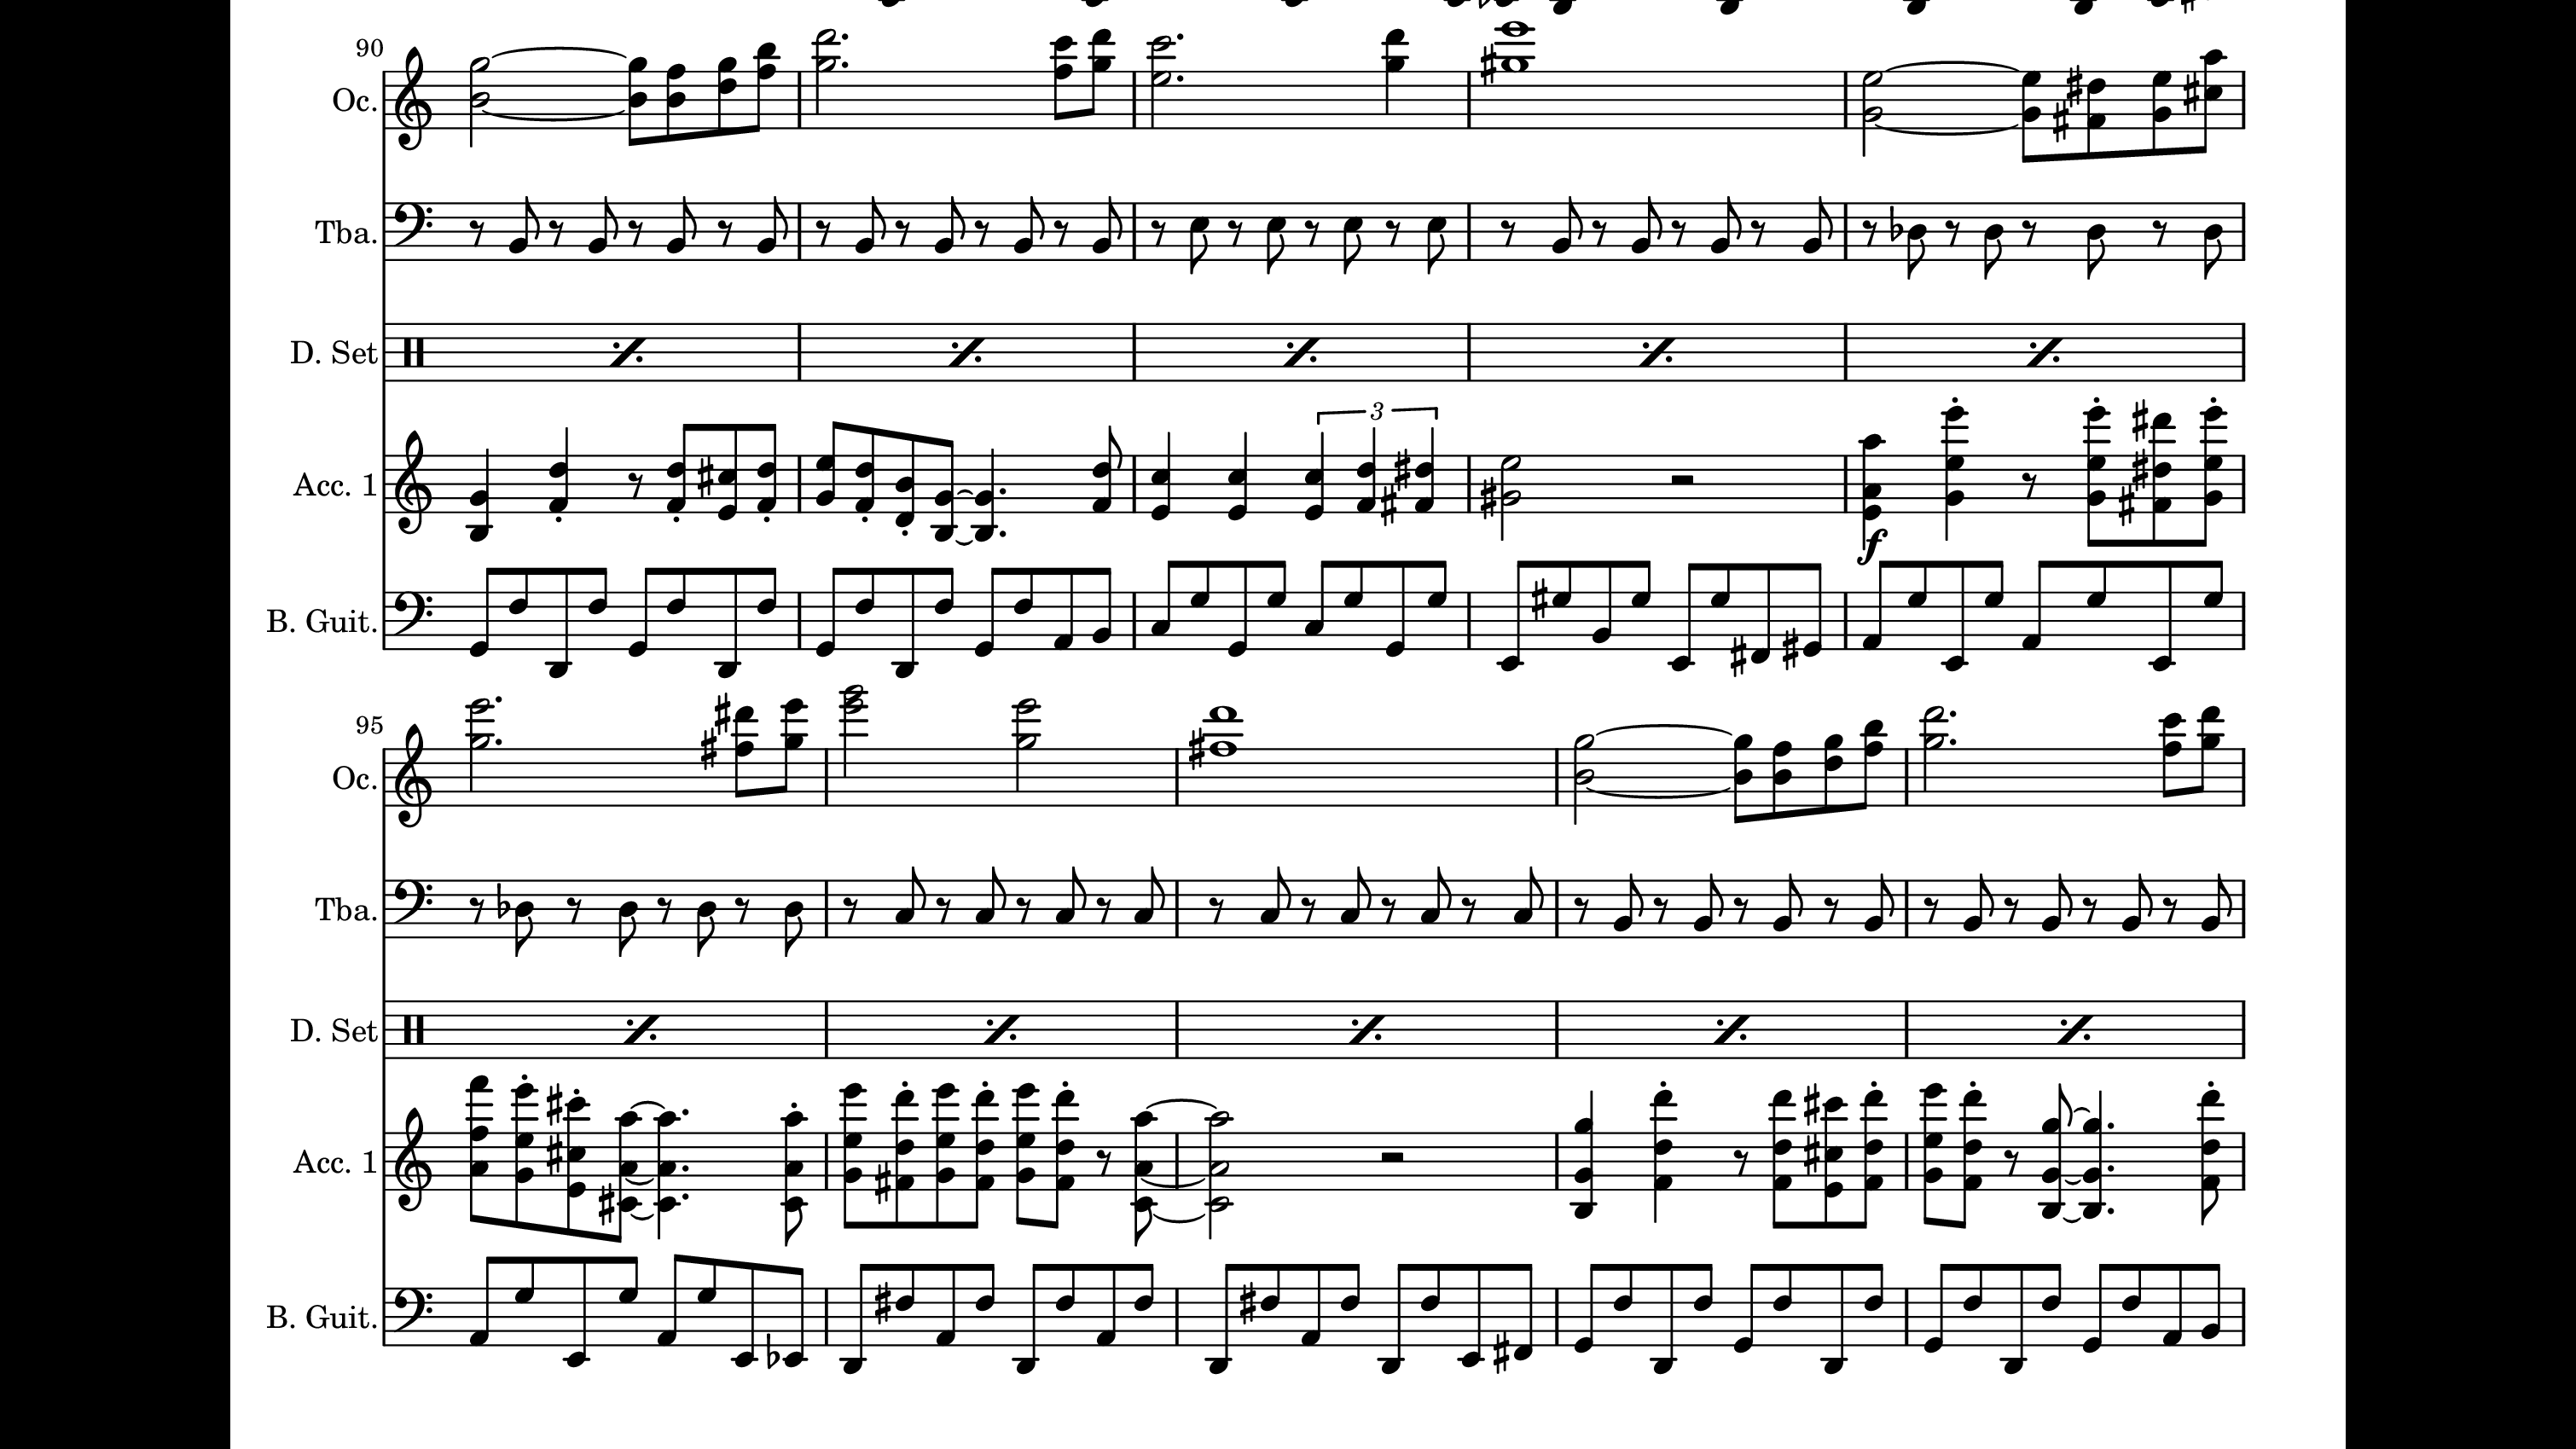 90
Oc.
Tba.
D. Set
3
Acc. 1
f
B. Guit.
95
Oc.
Tba.
D. Set
Acc. 1
B. Guit.